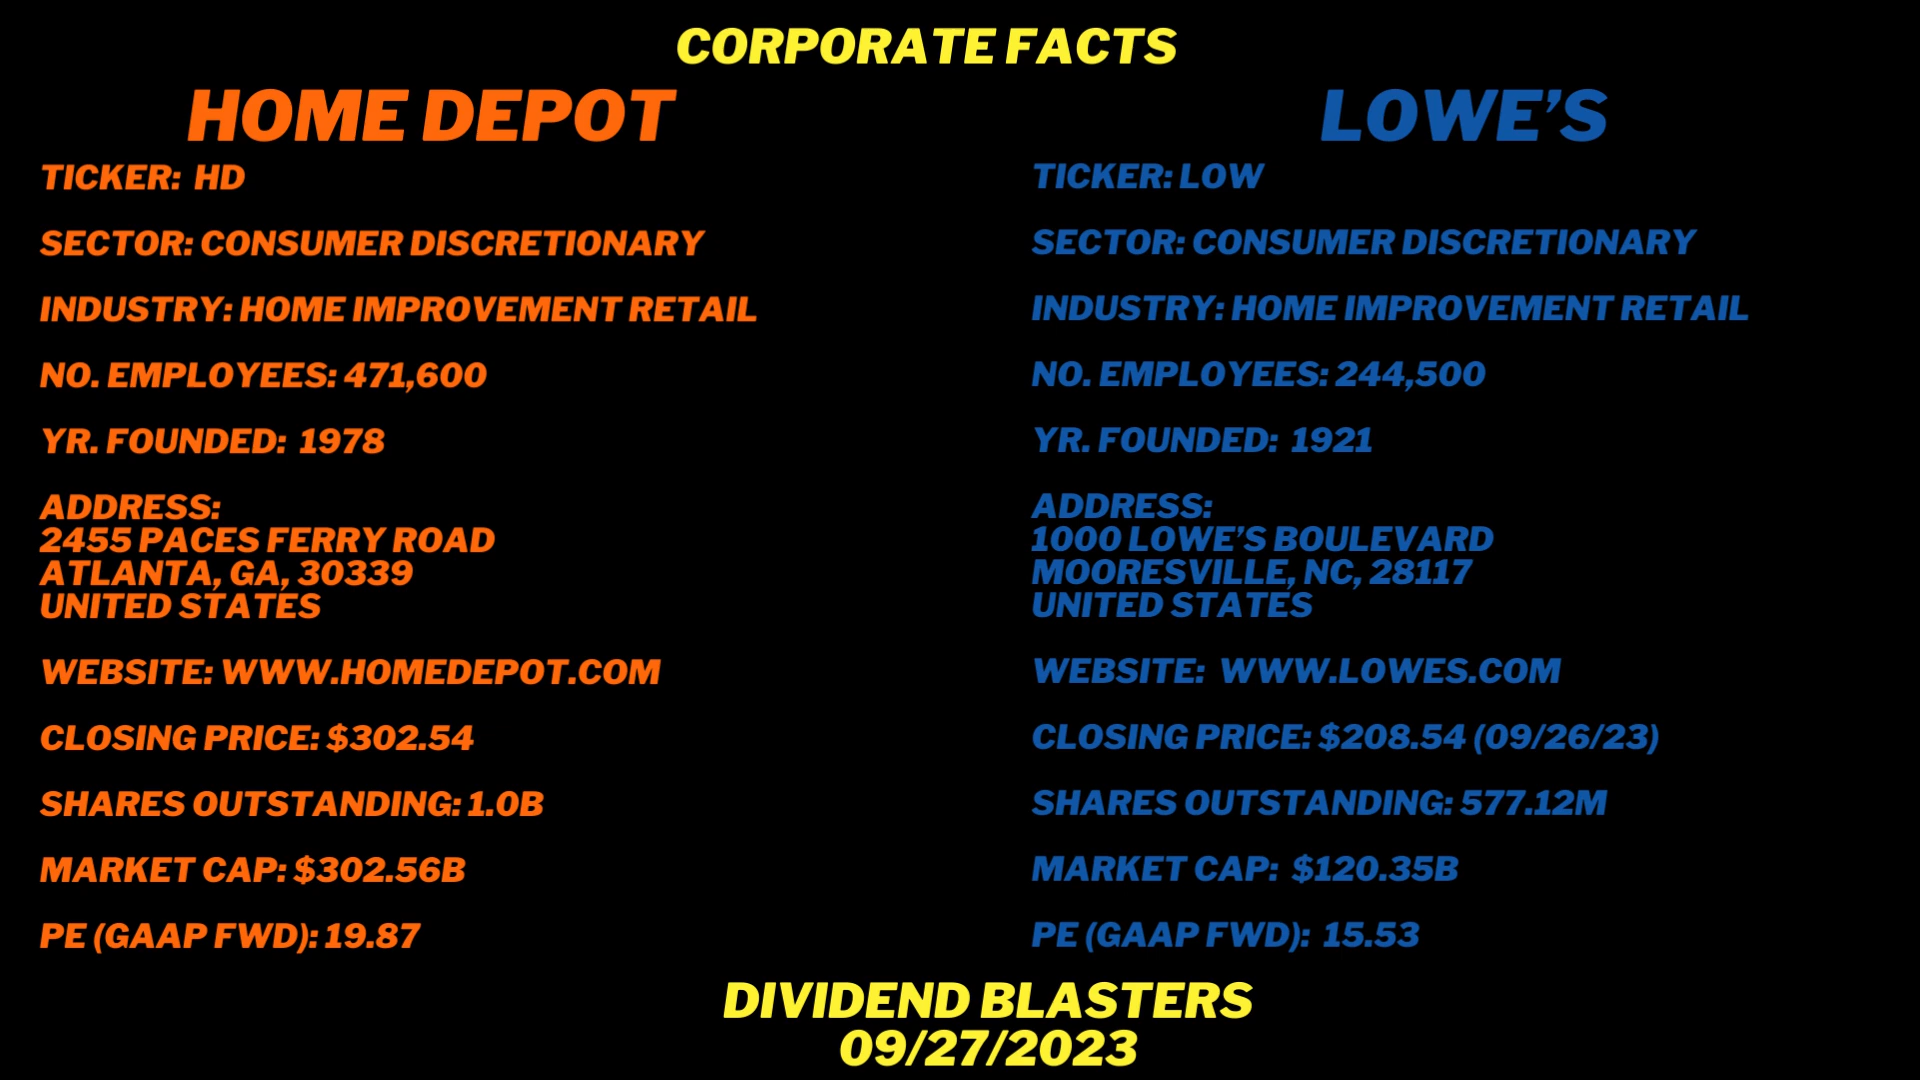 CORPORATE FACTS
HOME DEPOT
TICKER: HD
SECTOR: CONSUMER DISCRETIONARY
INDUSTRY: HOME IMPROVEMENT RETAIL
NO. EMPLOYEES: 471,600
YR. FOUNDED: 1978
ADDRESS:
2455 PACES FERRY ROAD
ATLANTA, GA, 30339
UNITED STATES
WEBSITE: WWW.HOMEDEPOT.COM
CLOSING PRICE: $302.54
SHARES OUTSTANDING: 1.0B
MARKET CAP: $302.56B
PE (GAAP FWD): 19.87
LOWE’S
TICKER: LOW
SECTOR: CONSUMER DISCRETIONARY
INDUSTRY: HOME IMPROVEMENT RETAIL
NO. EMPLOYEES: 244,500
YR. FOUNDED: 1921
ADDRESS:
1000 LOWE’S BOULEVARD
MOORESVILLE, NC, 28117
UNITED STATES
WEBSITE: WWW.LOWES.COM
CLOSING PRICE: $208.54 (09/26/23)
SHARES OUTSTANDING: 577.12M
MARKET CAP: $120.35B
PE (GAAP FWD): 15.53
DIVIDEND BLASTERS
09/27/2023